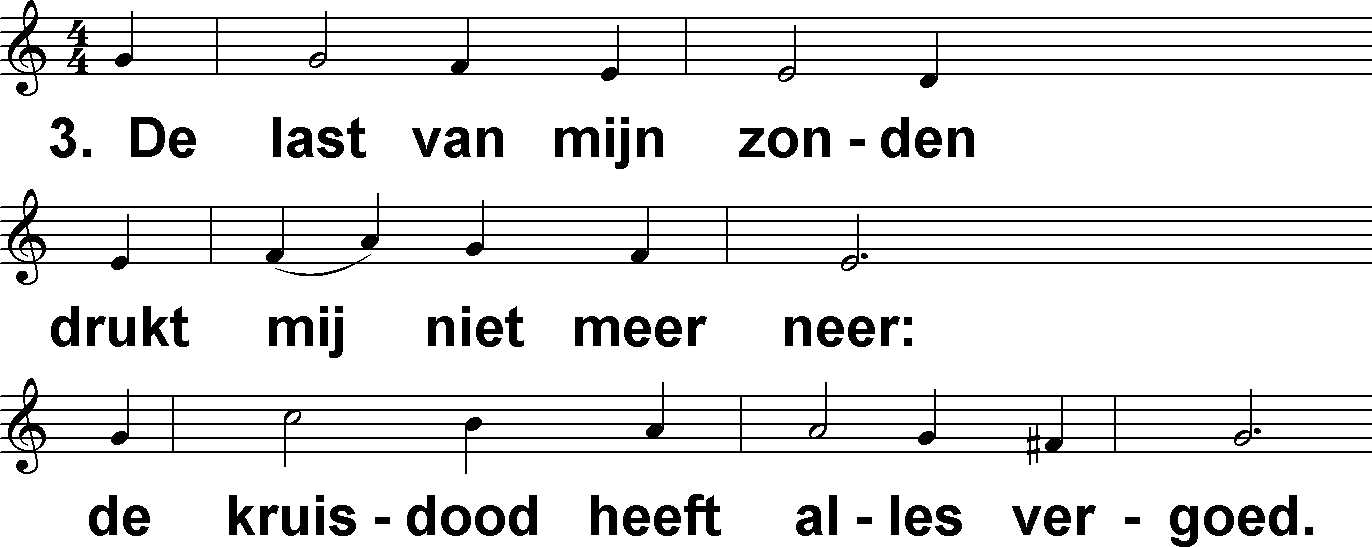 3. De last van mijn zon - den
drukt mij niet meer neer:
de kruis - dood heeft al - les ver - goed.